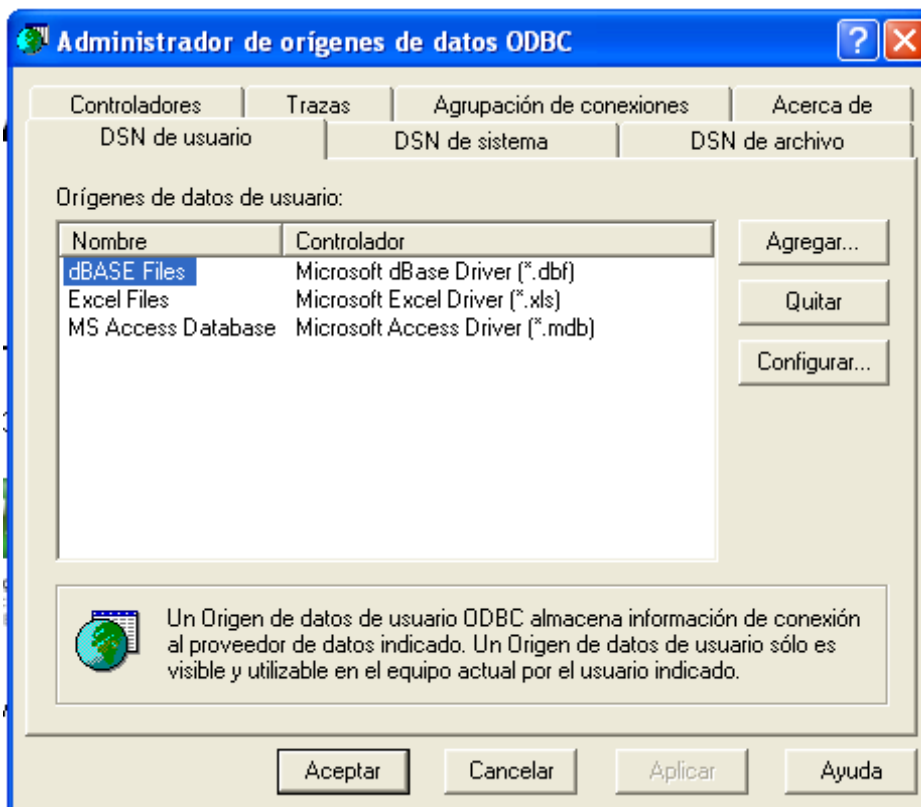 Administrador de orígenes de datos ODBC
Controladores Trazas Agrupación de conexiones Acerca de
DSN de usuario DSN de sistema DSN de archivo
Orígenes de datos de usuario:
Nombre Controlador
dBASE Files Microsoft dBase Driver (*.dbf)
Excel Files Microsoft Excel Driver (*.xls)
MS Access Database Microsoft Access Driver (*.mdb)
Agregar...
Quitar
Configurar...
Un Origen de datos de usuario ODBC almacena información de conexión
al proveedor de datos indicado. Un Origen de datos de usuario sólo es
visible y utilizable en el equipo actual por el usuario indicado.
Aceptar Cancelar Aplicar Ayuda